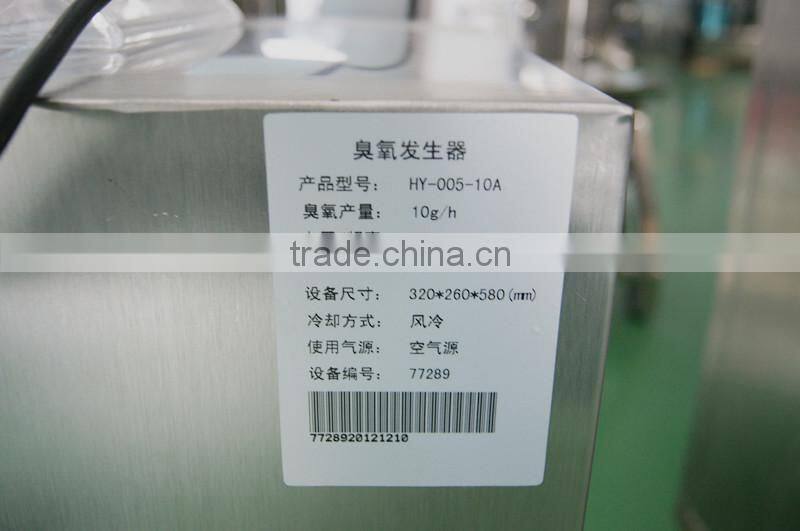 臭氧发生器
产品型号: HY-005-10A
臭氧产量: 10g/h
trade.china.cn
设备尺寸: 320*260*580(mm)
冷却方式: 风冷
使用气源: 空气源
设备编号: 77289
7728920121210